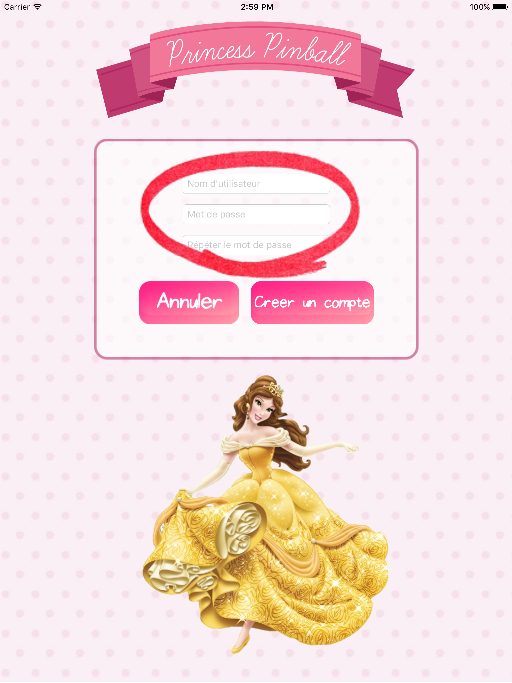 Carrier 2:59 PM 100%
Princess Pinball
Nom d'utilisateur
Mot de passe
Répéter le mot de passe
Annuler Creer un compte